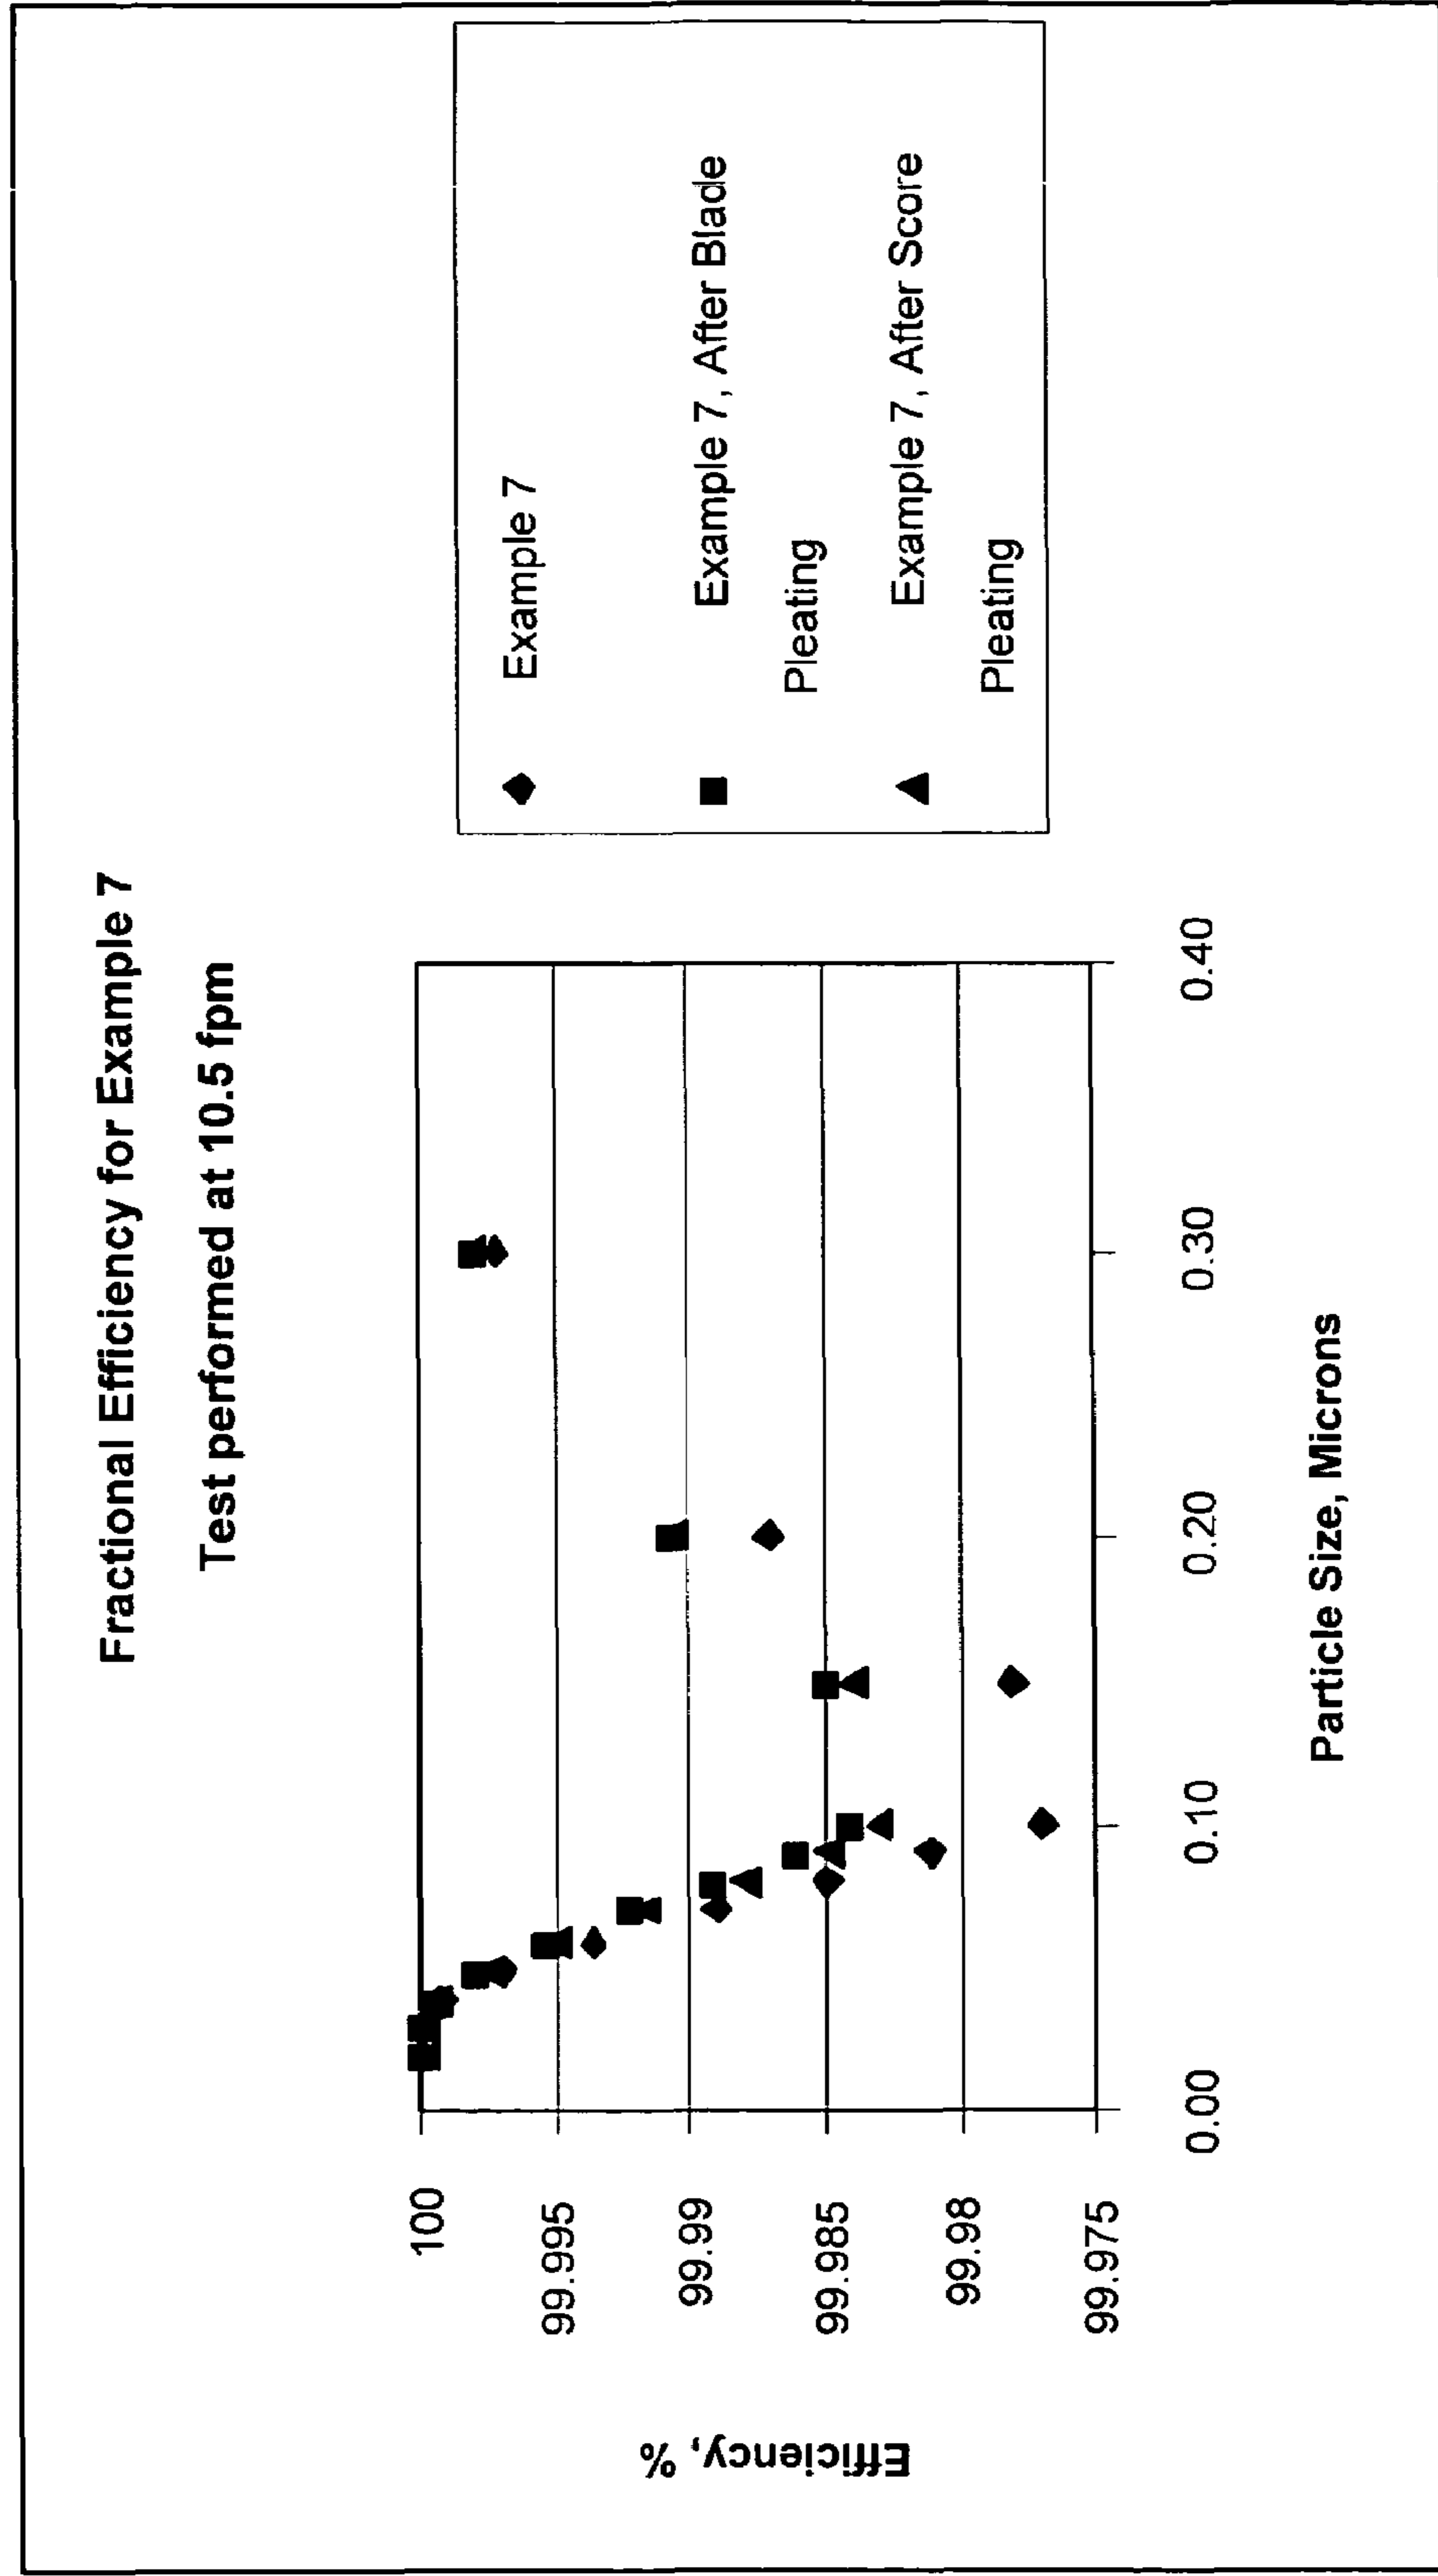 Fractional Efficiency for Example 7
Test performed at 10.5 fpm
Efficiency, %
100
99.995
99.99
99.985
99.98
99.975
0.00
0.10
0.20
0.30
0.40
Particle Size, Microns
Example 7
Example 7, After Blade
Pleating
Example 7, After Score
Pleating